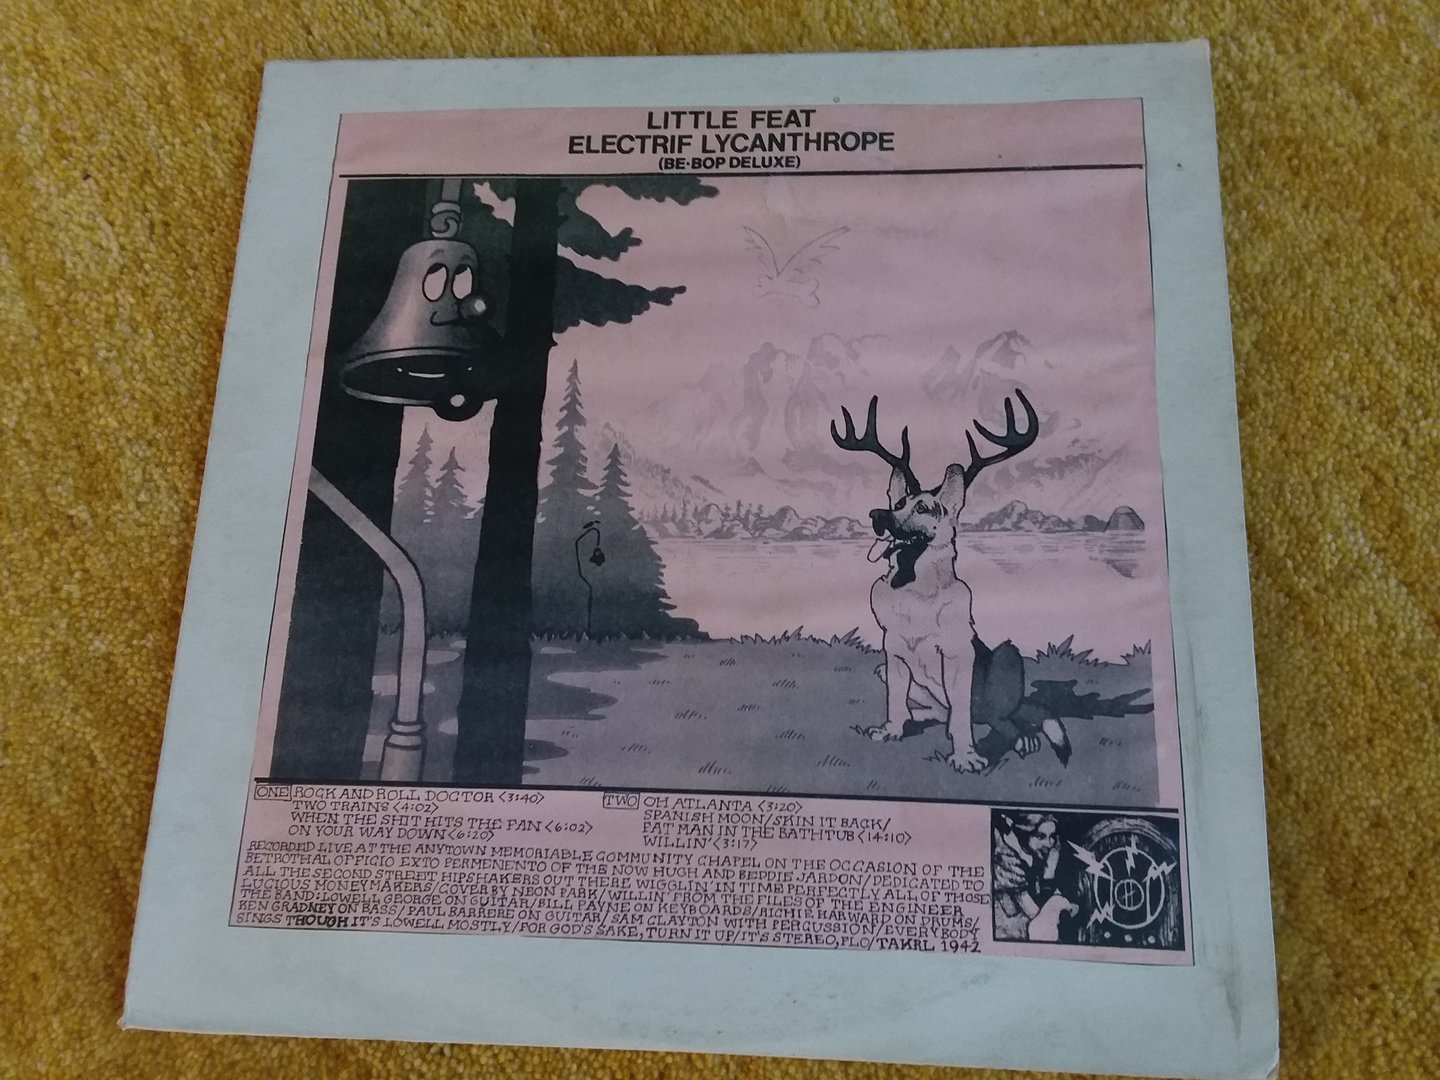 LITTLE FEAT
ELECTRIF LYCANTHROPE
(BE-BOP DELUXE)
ONE ROCK AND ROLL DOCTOR <3:40>
TWO TRAINS <4:02>
WHEN THE SHIT HITS THE FAN <6:02>
ON YOUR WAY DOWN <6:20>
TWO OH ATLANTA <3:20>
SPANISH MOON/SKIN IT BACK/
FAT MAN IN THE BATHTUB <14:10>
WILLIN' <3:17>
RECORDED LIVE AT THE ANYTOWN MEMORIABLE COMMUNITY CHAPEL ON THE OCCASION OF THE
BETROTHAL OFFICIO EXTO PERMENENTO OF THE NOW HUGH AND BEPDIE JARDON/DEDICATED TO
ALL THE SECOND STREET HIPSHAKERS OUT THERE WIGGLIN' IN TIME PERFECTLY ALL OF THOSE
LUCIOUS MONEYMAKERS/COVER BY NEON PARK/WILLIN' FROM THE FILES OF THE ENGINEER
THE BAND: LOWELL GEORGE ON GUITAR/BILL PAYNE ON KEYBOARDS/RICHIE HAYWARD ON DRUMS/
KEN GRADNEY ON BASS/PAUL BARRERE ON GUITAR/SAM CLAYTON WITH PERCUSSION/EVERYBODY
SINGS THOUGH IT'S LOWELL MOSTLY/FOR GOD'S SAKE, TURN IT UP/IT'S STEREO, FLO/TAKRL 1942